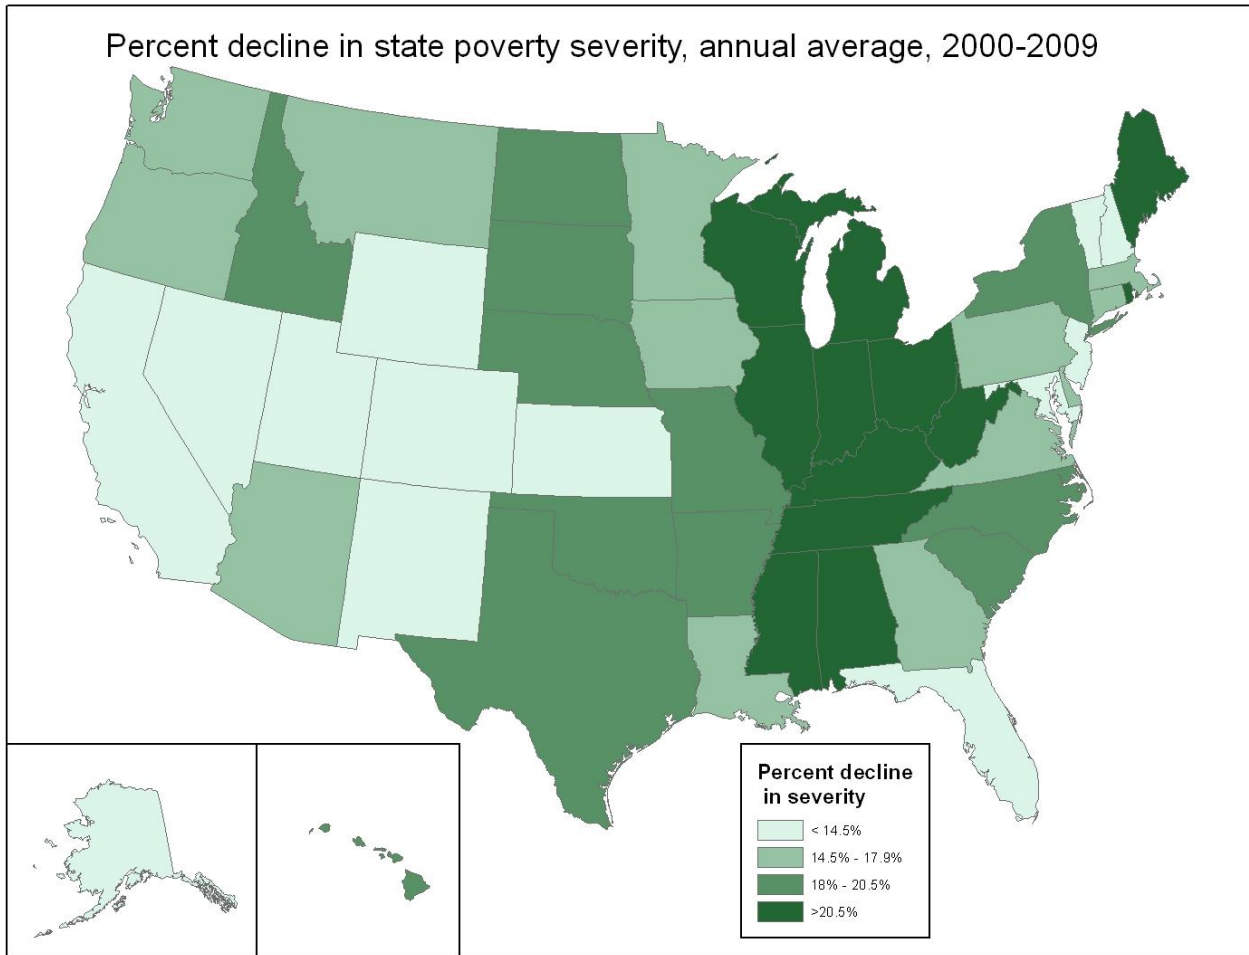 Percent decline in state poverty severity, annual average, 2000-2009
Percent decline
in severity
< 14.5%
14.5% - 17.9%
18% - 20.5%
>20.5%